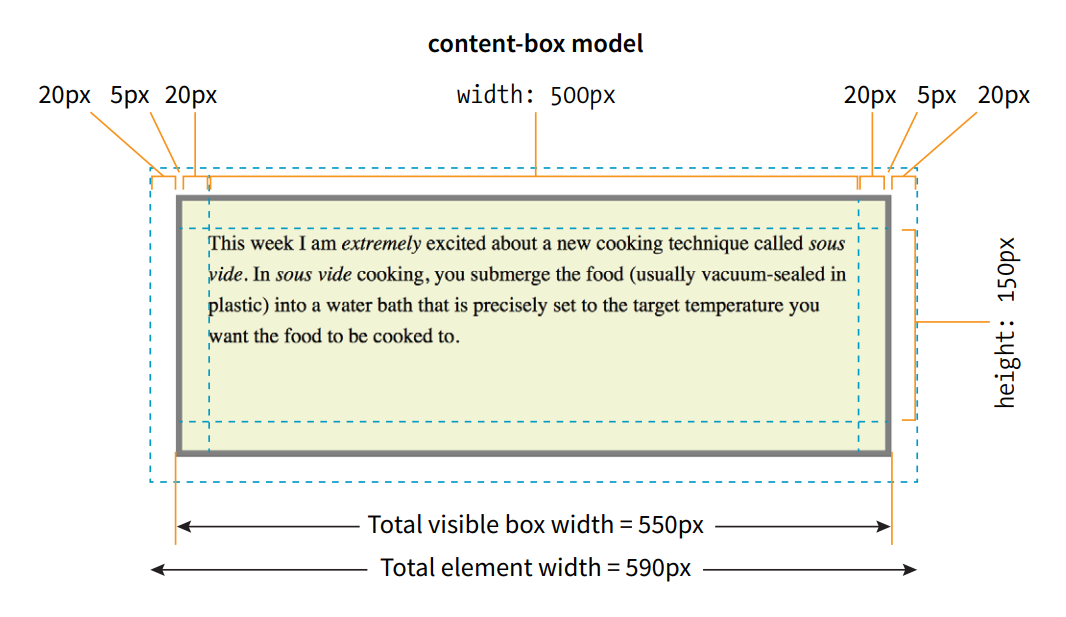 content-box model
20px 5px 20px width: 500px 20px 5px 20px
This week I am extremely excited about a new cooking technique called sous
vide. In sous vide cooking, you submerge the food (usually vacuum-sealed in
plastic) into a water bath that is precisely set to the target temperature you
want the food to be cooked to.
height: 150px
Total visible box width = 550px
Total element width = 590px